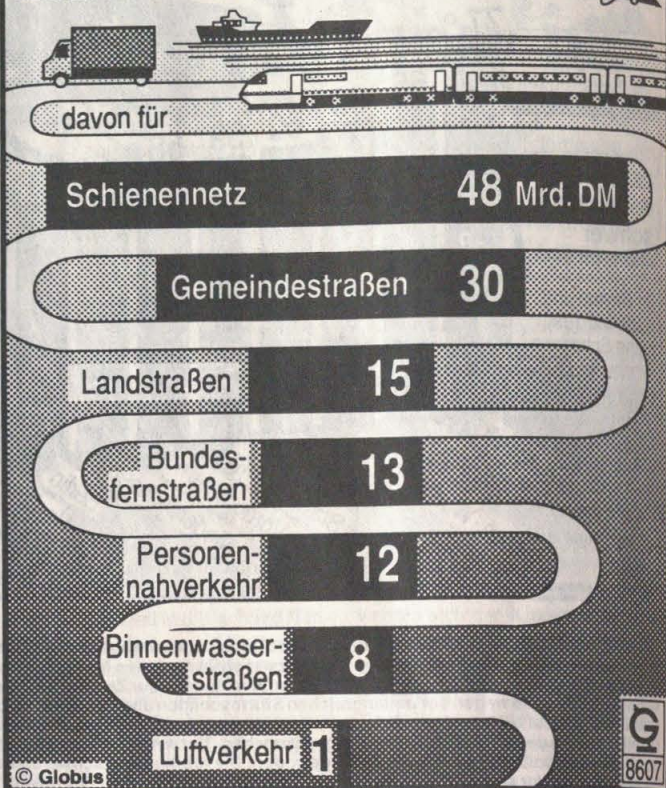 davon für
Schienennetz 48 Mrd. DM
Gemeindestraßen 30
Landstraßen 15
Bundes-
fernstraßen 13
Personen-
nahverkehr 12
Binnenwasser-
straßen 8
Luftverkehr 1
© Globus
G
8607